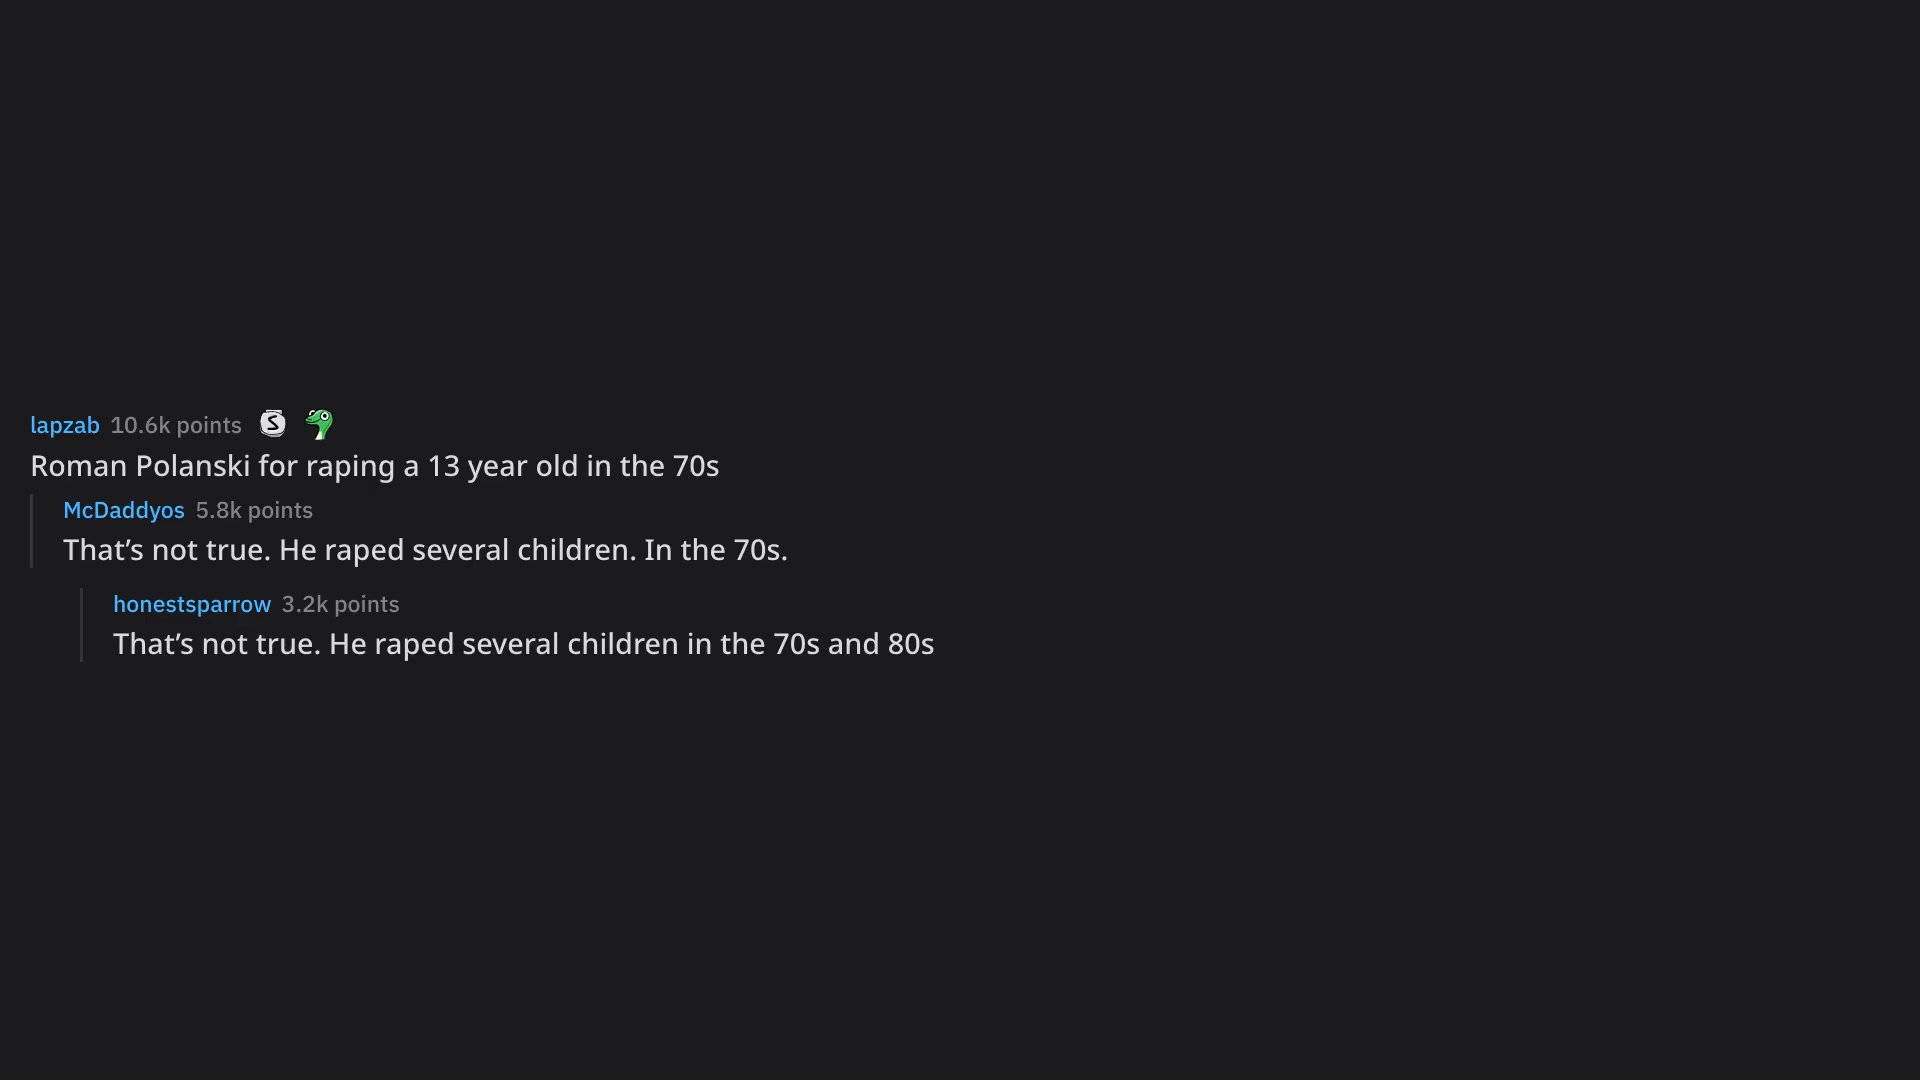 lapzab 10.6k points
Roman Polanski for raping a 13 year old in the 70s
McDaddyos 5.8k points
That’s not true. He raped several children. In the 70s.
honestsparrow 3.2k points
That’s not true. He raped several children in the 70s and 80s